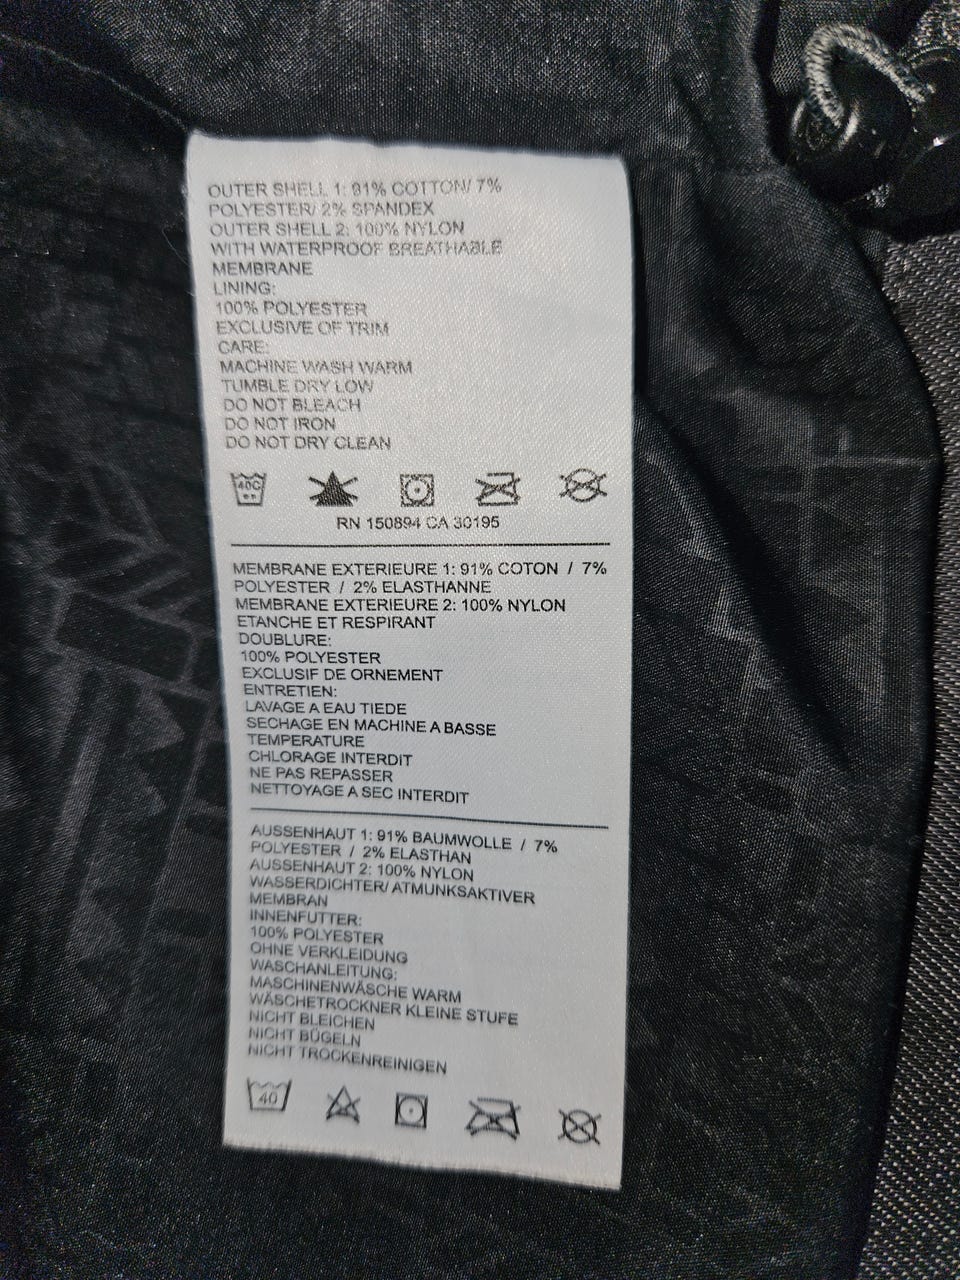 OUTER SHELL 1: 91% COTTON/ 7%
POLYESTER/ 2% SPANDEX
OUTER SHELL 2: 100% NYLON
WITH WATERPROOF BREATHABLE
MEMBRANE
LINING:
100% POLYESTER
EXCLUSIVE OF TRIM
CARE:
MACHINE WASH WARM
TUMBLE DRY LOW
DO NOT BLEACH
DO NOT IRON
DO NOT DRY CLEAN
40C
RN 150894 CA 30195
MEMBRANE EXTERIEURE 1: 91% COTON / 7%
POLYESTER / 2% ELASTHANNE
MEMBRANE EXTERIEURE 2: 100% NYLON
ETANCHE ET RESPIRANT
DOUBLURE:
100% POLYESTER
EXCLUSIF DE ORNEMENT
ENTRETIEN:
LAVAGE A EAU TIEDE
SECHAGE EN MACHINE A BASSE
TEMPERATURE
CHLORAGE INTERDIT
NE PAS REPASSER
NETTOYAGE A SEC INTERDIT
AUSSENHAUT 1: 91% BAUMWOLLE / 7%
POLYESTER / 2% ELASTHAN
AUSSENHAUT 2: 100% NYLON
WASSERDICHTER/ ATMUNKSAKTIVER
MEMBRAN
INNENFUTTER:
100% POLYESTER
OHNE VERKLEIDUNG
WASCHANLEITUNG:
MASCHINENWÄSCHE WARM
WÄSCHETROCKNER KLEINE STUFE
NICHT BLEICHEN
NICHT BÜGELN
NICHT TROCKENREINIGEN
40